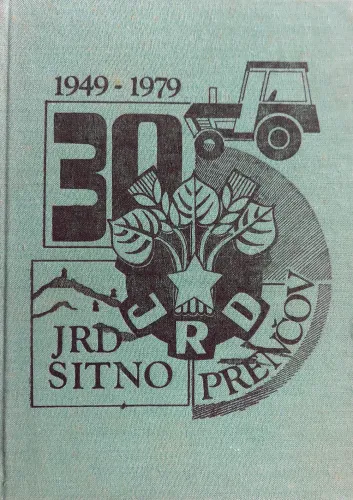 1949 - 1979
30
JRD
JRD
SITNO
PRENČOV